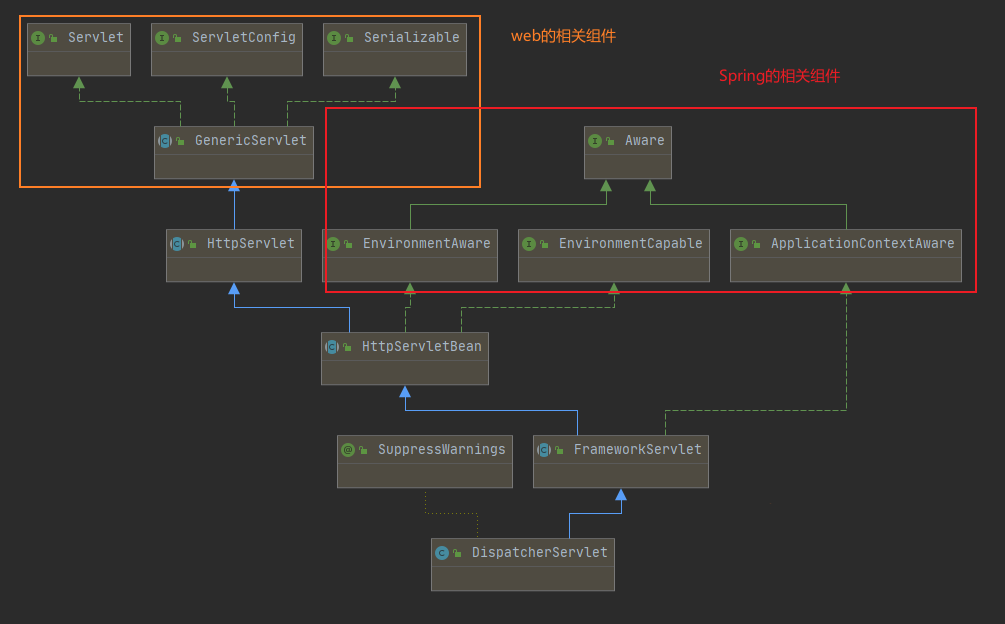 Servlet
ServletConfig
Serializable
web的相关组件
Spring的相关组件
GenericServlet
Aware
HttpServlet
EnvironmentAware
EnvironmentCapable
ApplicationContextAware
HttpServletBean
SuppressWarnings
FrameworkServlet
DispatcherServlet